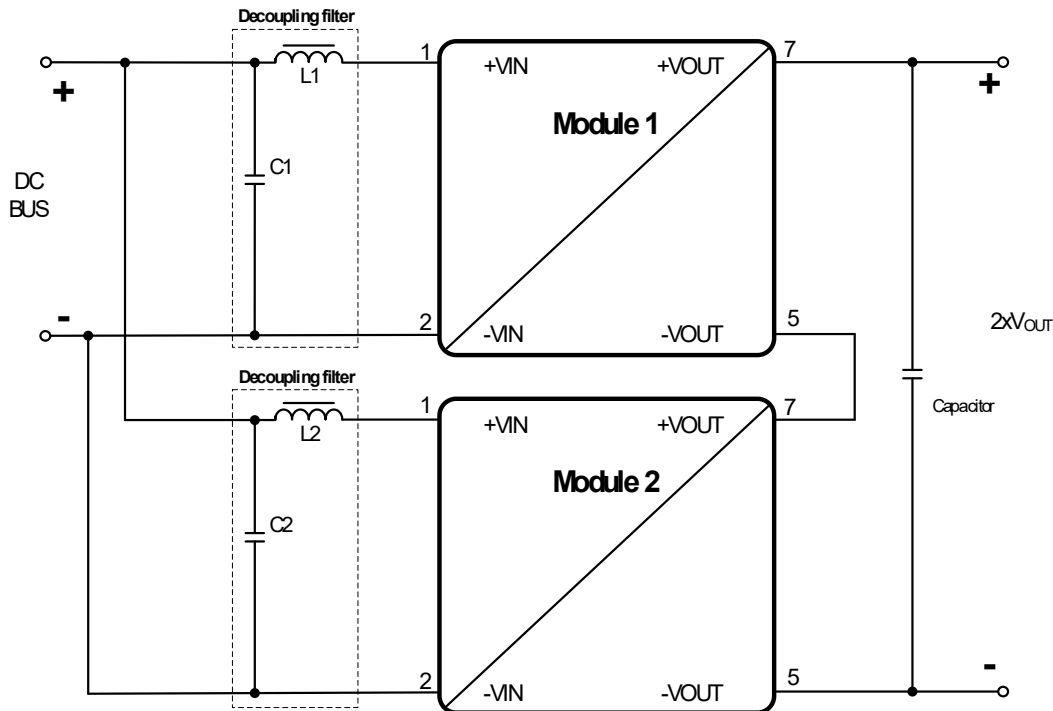 Decoupling filter
+
DC
BUS
-
L1
C1
1
2
+VIN
+VOUT
Module 1
-VIN
-VOUT
7
5
Decoupling filter
L2
C2
1
2
+VIN
+VOUT
Module 2
-VIN
-VOUT
7
5
+
2xVOUT
Capacitor
-